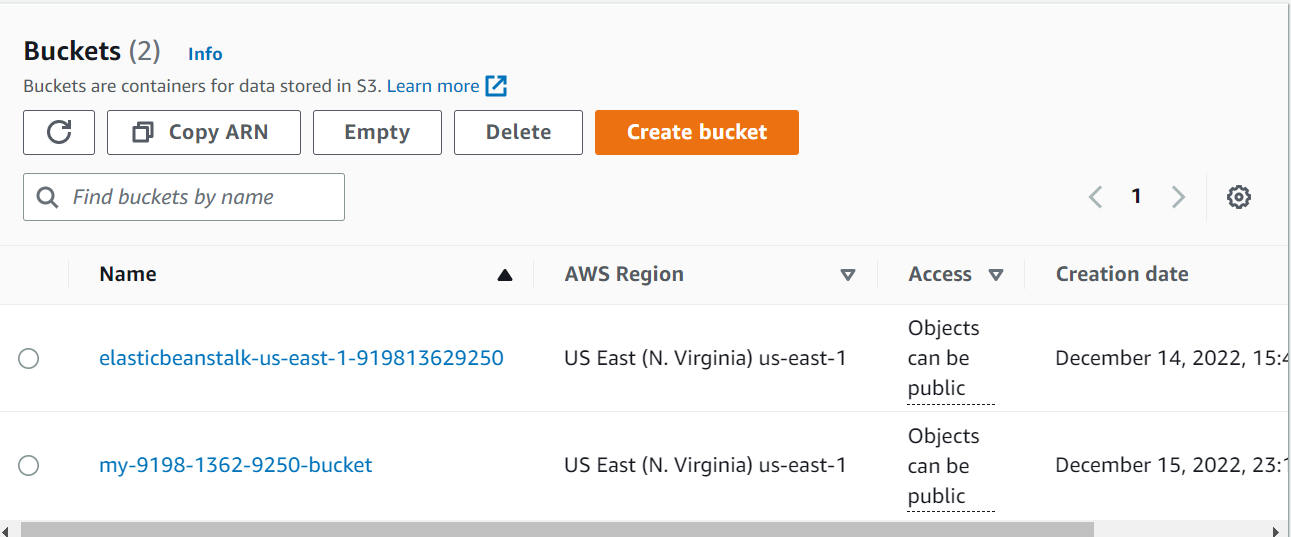 Buckets (2) Info
Buckets are containers for data stored in S3. Learn more
Copy ARN Empty Delete Create bucket
Find buckets by name 1
Name AWS Region Access Creation date
elasticbeanstalk-us-east-1-919813629250 US East (N. Virginia) us-east-1 Objects can be public December 14, 2022, 15:4
my-9198-1362-9250-bucket US East (N. Virginia) us-east-1 Objects can be public December 15, 2022, 23:1